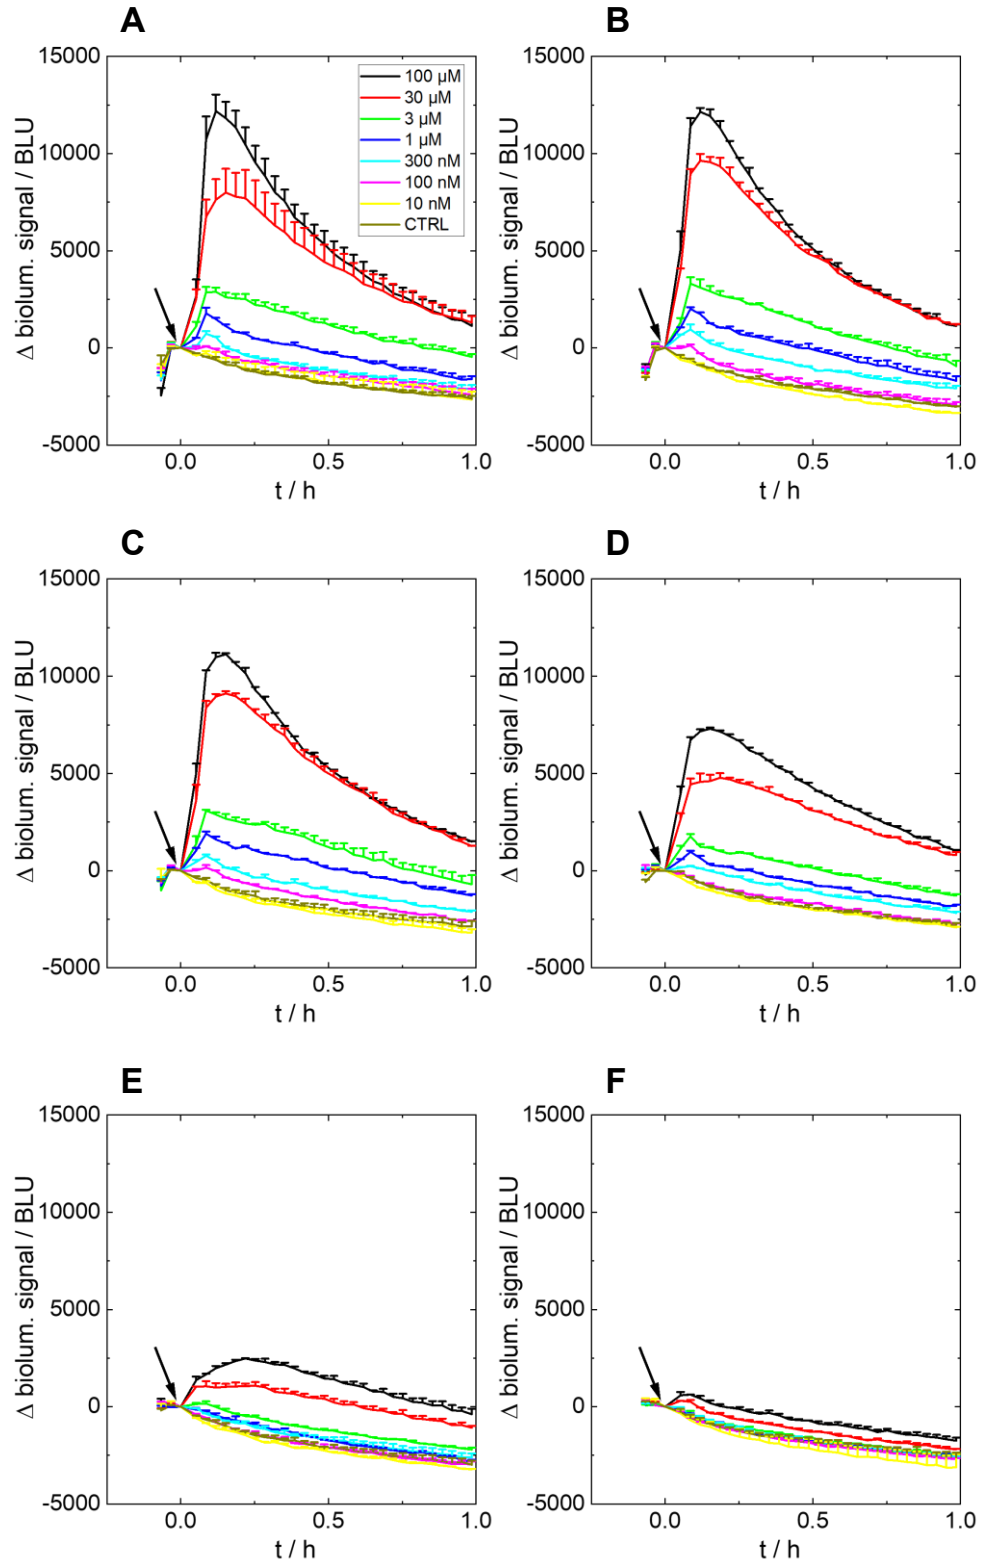 A
B
Δ biolum. signal / BLU
15000
10000
5000
0
-5000
0.0
0.5
1.0
t / h
100 µM
30 µM
3 µM
1 µM
300 nM
100 nM
10 nM
CTRL
Δ biolum. signal / BLU
15000
10000
5000
0
-5000
0.0
0.5
1.0
t / h
C
D
Δ biolum. signal / BLU
15000
10000
5000
0
-5000
0.0
0.5
1.0
t / h
Δ biolum. signal / BLU
15000
10000
5000
0
-5000
0.0
0.5
1.0
t / h
E
F
Δ biolum. signal / BLU
15000
10000
5000
0
-5000
0.0
0.5
1.0
t / h
Δ biolum. signal / BLU
15000
10000
5000
0
-5000
0.0
0.5
1.0
t / h